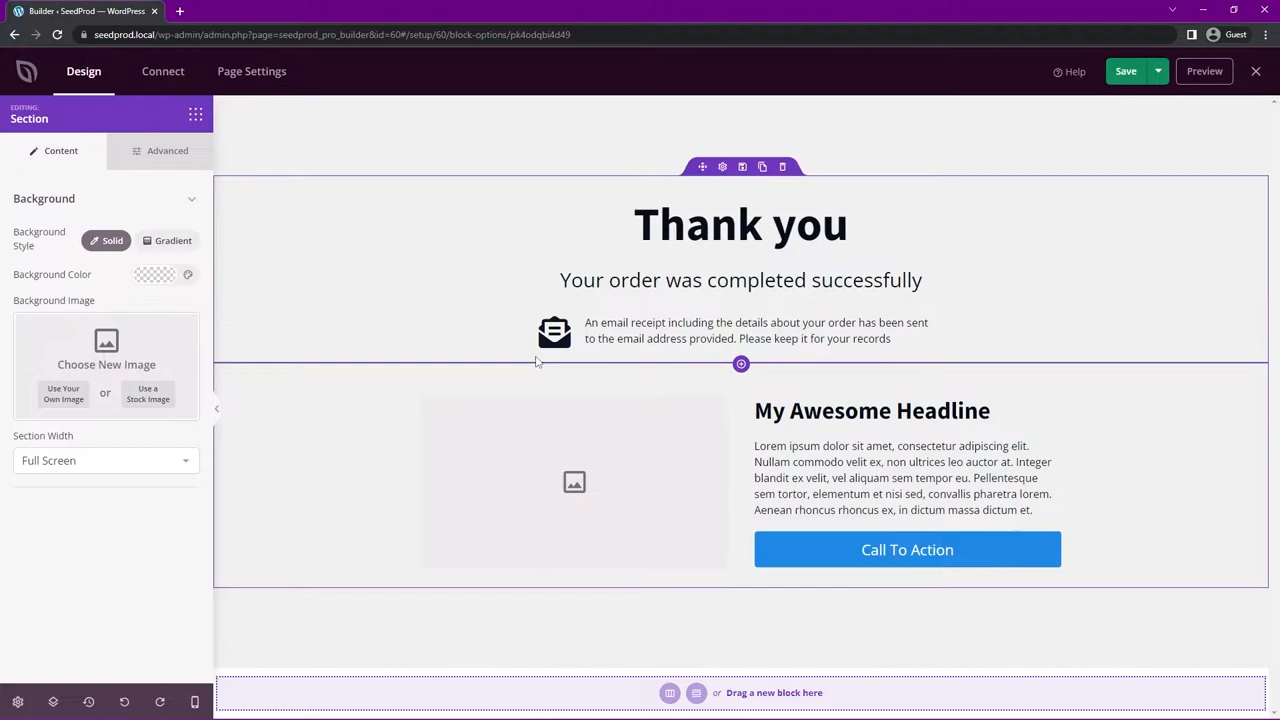 Builder ‹ SeedProd — WordPress
seedprod.local/wp-admin/admin.php?page=seedprod_pro_builder&id=60#/setup/60/block-options/pk4odqbi4d49
Guest
Design
Connect
Page Settings
Help
Save
Preview
EDITING:
Section
Content
Advanced
Background
Background
Style
Solid
Gradient
Background Color
Background Image
Choose New Image
Use Your
Own Image
or
Use a
Stock Image
Section Width
Full Screen
Thank you
Your order was completed successfully
An email receipt including the details about your order has been sent
to the email address provided. Please keep it for your records
My Awesome Headline
Lorem ipsum dolor sit amet, consectetur adipiscing elit.
Nullam commodo velit ex, non ultrices leo auctor at. Integer
blandit ex velit, vel aliquam sem tempor eu. Pellentesque
sem tortor, elementum et nisi sed, convallis pharetra lorem.
Aenean rhoncus rhoncus ex, in dictum massa dictum et.
Call To Action
or Drag a new block here